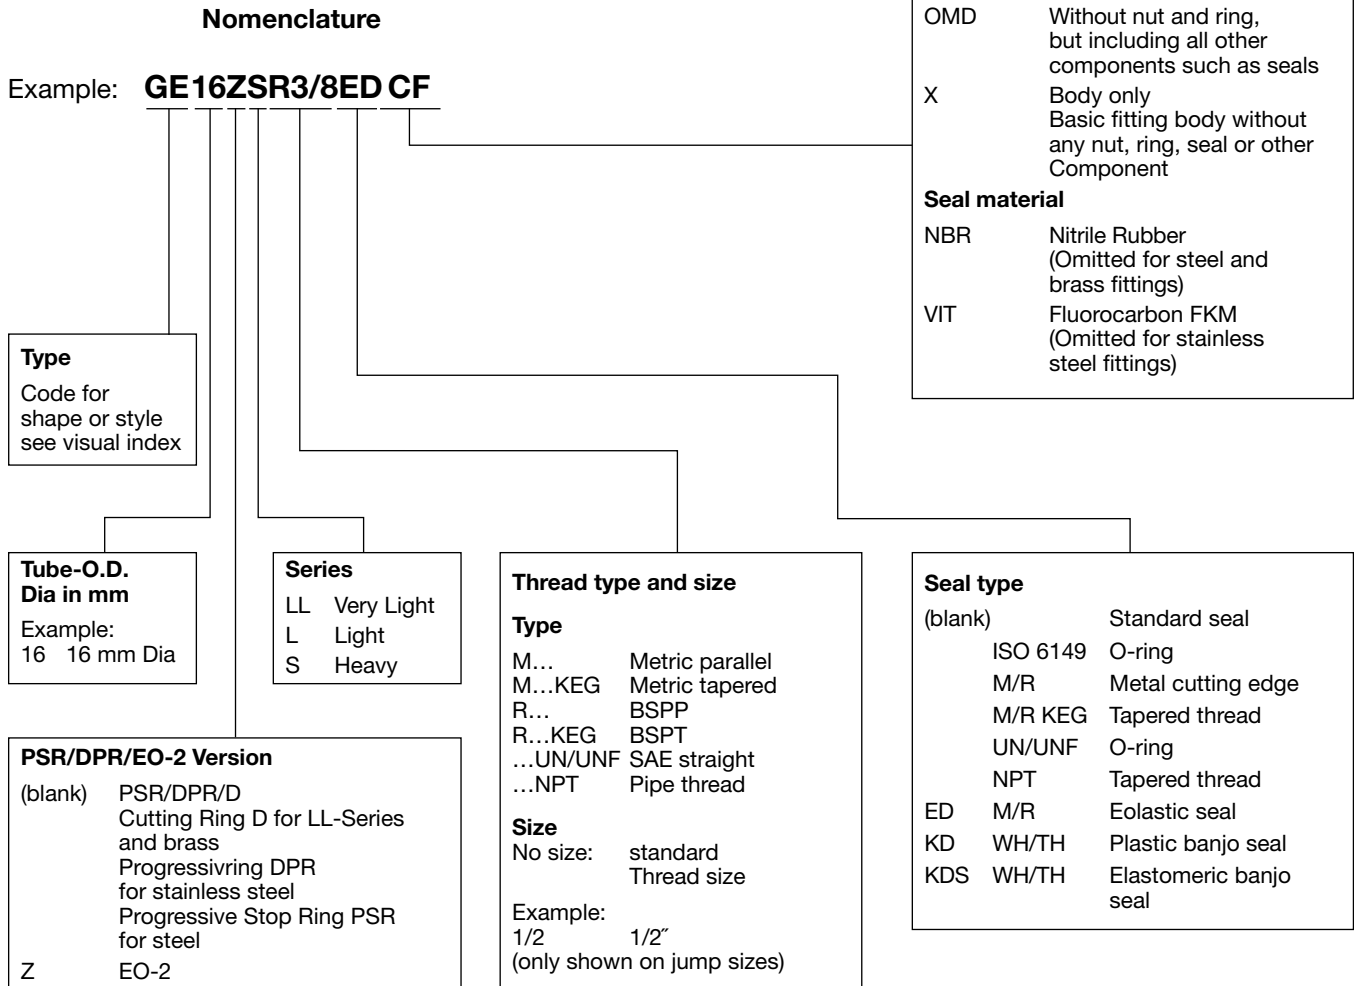 Nomenclature
Example: GE16ZSR3/8ED CF
OMD Without nut and ring,
but including all other
components such as seals
X Body only
Basic fitting body without
any nut, ring, seal or other
Component
Seal material
NBR Nitrile Rubber
(Omitted for steel and
brass fittings)
VIT Fluorocarbon FKM
(Omitted for stainless
steel fittings)
Type
Code for
shape or style
see visual index
Tube-O.D.
Dia in mm
Example:
16 16 mm Dia
Series
LL Very Light
L Light
S Heavy
PSR/DPR/EO-2 Version
(blank) PSR/DPR/D
Cutting Ring D for LL-Series
and brass
Progressivring DPR
for stainless steel
Progressive Stop Ring PSR
for steel
Z EO-2
Thread type and size
Type
M... Metric parallel
M...KEG Metric tapered
R... BSPP
R...KEG BSPT
...UN/UNF SAE straight
...NPT Pipe thread
Size
No size: standard
Thread size
Example:
1/2 1/2″
(only shown on jump sizes)
Seal type
(blank) Standard seal
ISO 6149 O-ring
M/R Metal cutting edge
M/R KEG Tapered thread
UN/UNF O-ring
NPT Tapered thread
ED M/R Eolastic seal
KD WH/TH Plastic banjo seal
KDS WH/TH Elastomeric banjo
seal